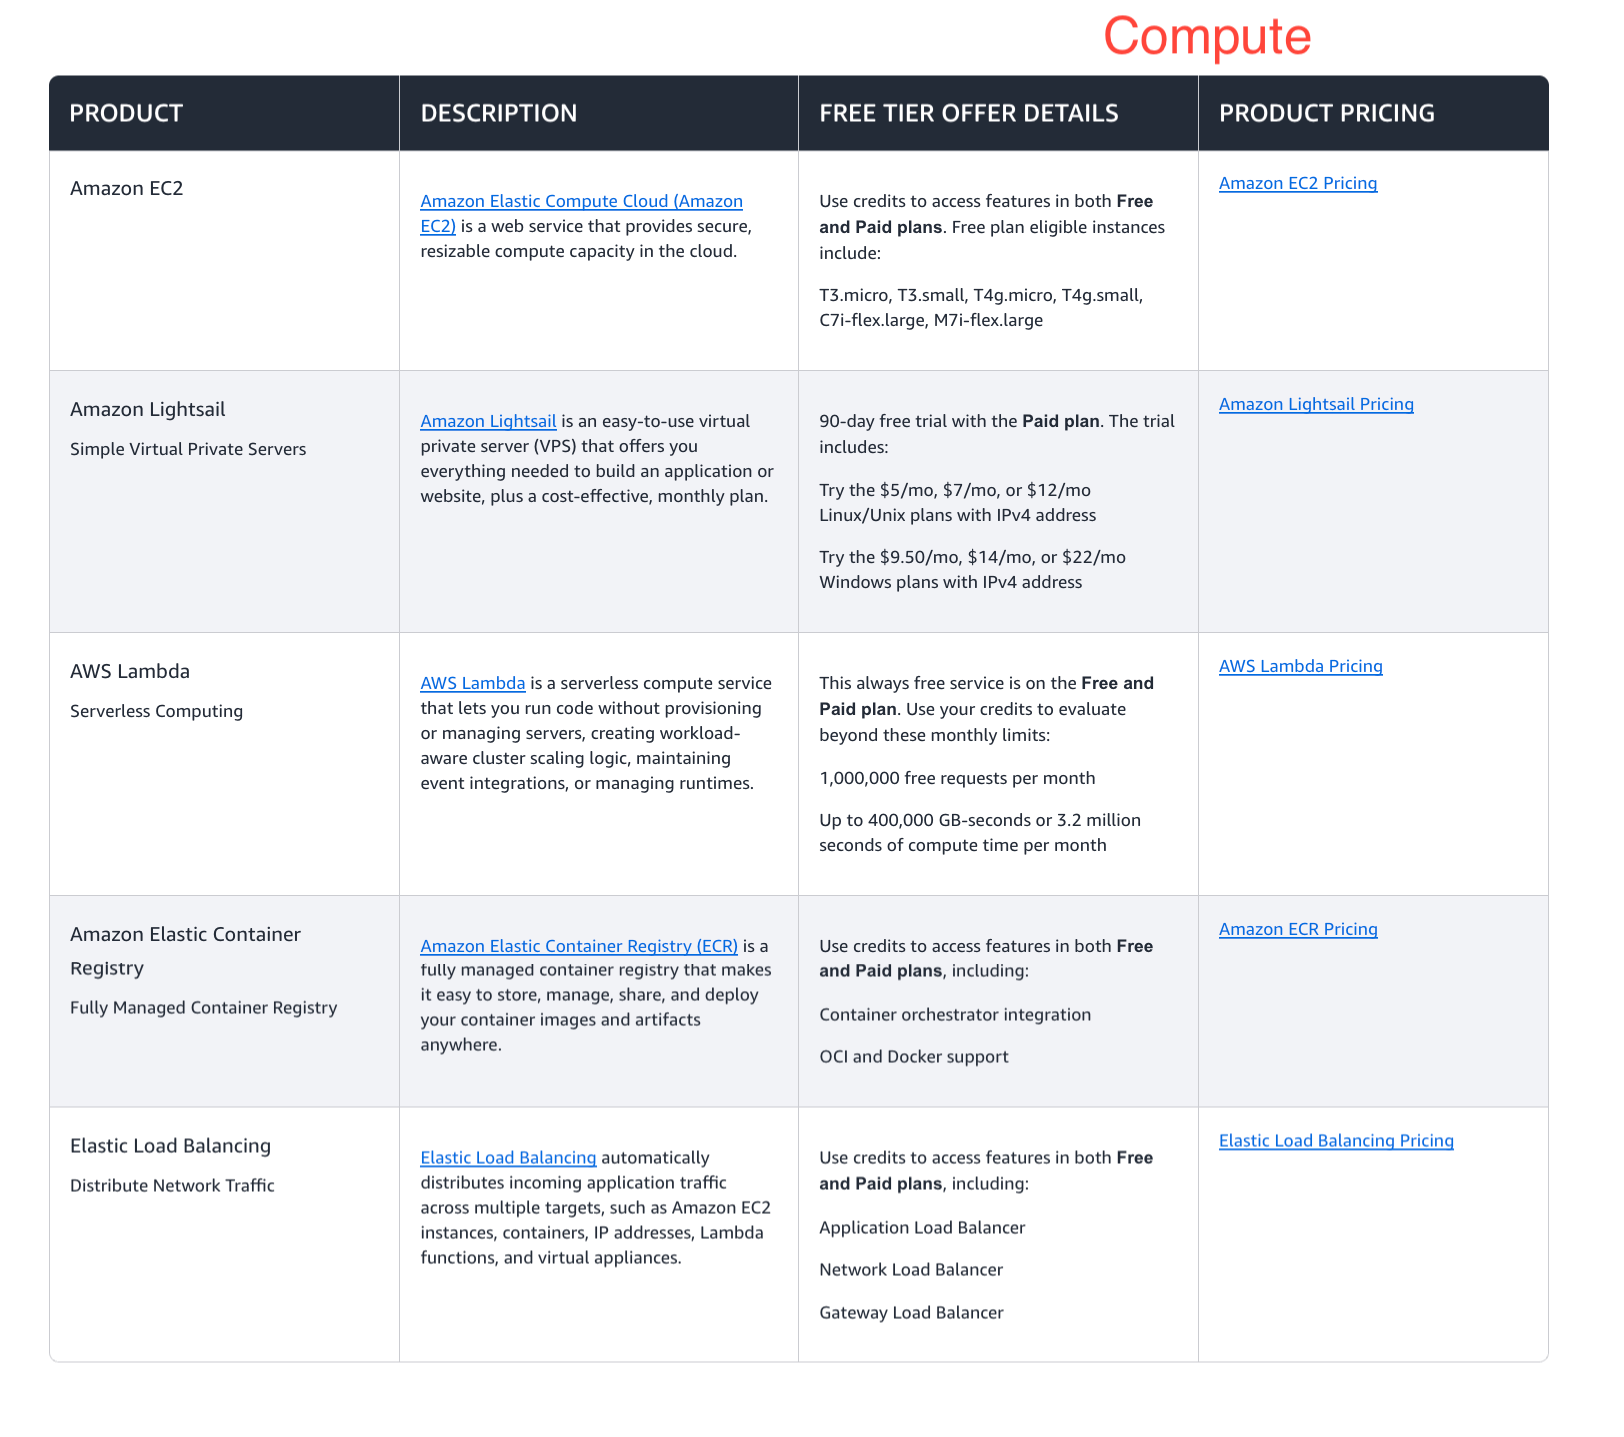 Compute
PRODUCT
DESCRIPTION
FREE TIER OFFER DETAILS
PRODUCT PRICING
Amazon EC2
Amazon Elastic Compute Cloud (Amazon
EC2) is a web service that provides secure,
resizable compute capacity in the cloud.
Use credits to access features in both Free
and Paid plans. Free plan eligible instances
include:
T3.micro, T3.small, T4g.micro, T4g.small,
C7i-flex.large, M7i-flex.large
Amazon EC2 Pricing
Amazon Lightsail
Simple Virtual Private Servers
Amazon Lightsail is an easy-to-use virtual
private server (VPS) that offers you
everything needed to build an application or
website, plus a cost-effective, monthly plan.
90-day free trial with the Paid plan. The trial
includes:
Try the $5/mo, $7/mo, or $12/mo
Linux/Unix plans with IPv4 address
Try the $9.50/mo, $14/mo, or $22/mo
Windows plans with IPv4 address
Amazon Lightsail Pricing
AWS Lambda
Serverless Computing
AWS Lambda is a serverless compute service
that lets you run code without provisioning
or managing servers, creating workload-
aware cluster scaling logic, maintaining
event integrations, or managing runtimes.
This always free service is on the Free and
Paid plan. Use your credits to evaluate
beyond these monthly limits:
1,000,000 free requests per month
Up to 400,000 GB-seconds or 3.2 million
seconds of compute time per month
AWS Lambda Pricing
Amazon Elastic Container
Registry
Fully Managed Container Registry
Amazon Elastic Container Registry (ECR) is a
fully managed container registry that makes
it easy to store, manage, share, and deploy
your container images and artifacts
anywhere.
Use credits to access features in both Free
and Paid plans, including:
Container orchestrator integration
OCI and Docker support
Amazon ECR Pricing
Elastic Load Balancing
Distribute Network Traffic
Elastic Load Balancing automatically
distributes incoming application traffic
across multiple targets, such as Amazon EC2
instances, containers, IP addresses, Lambda
functions, and virtual appliances.
Use credits to access features in both Free
and Paid plans, including:
Application Load Balancer
Network Load Balancer
Gateway Load Balancer
Elastic Load Balancing Pricing